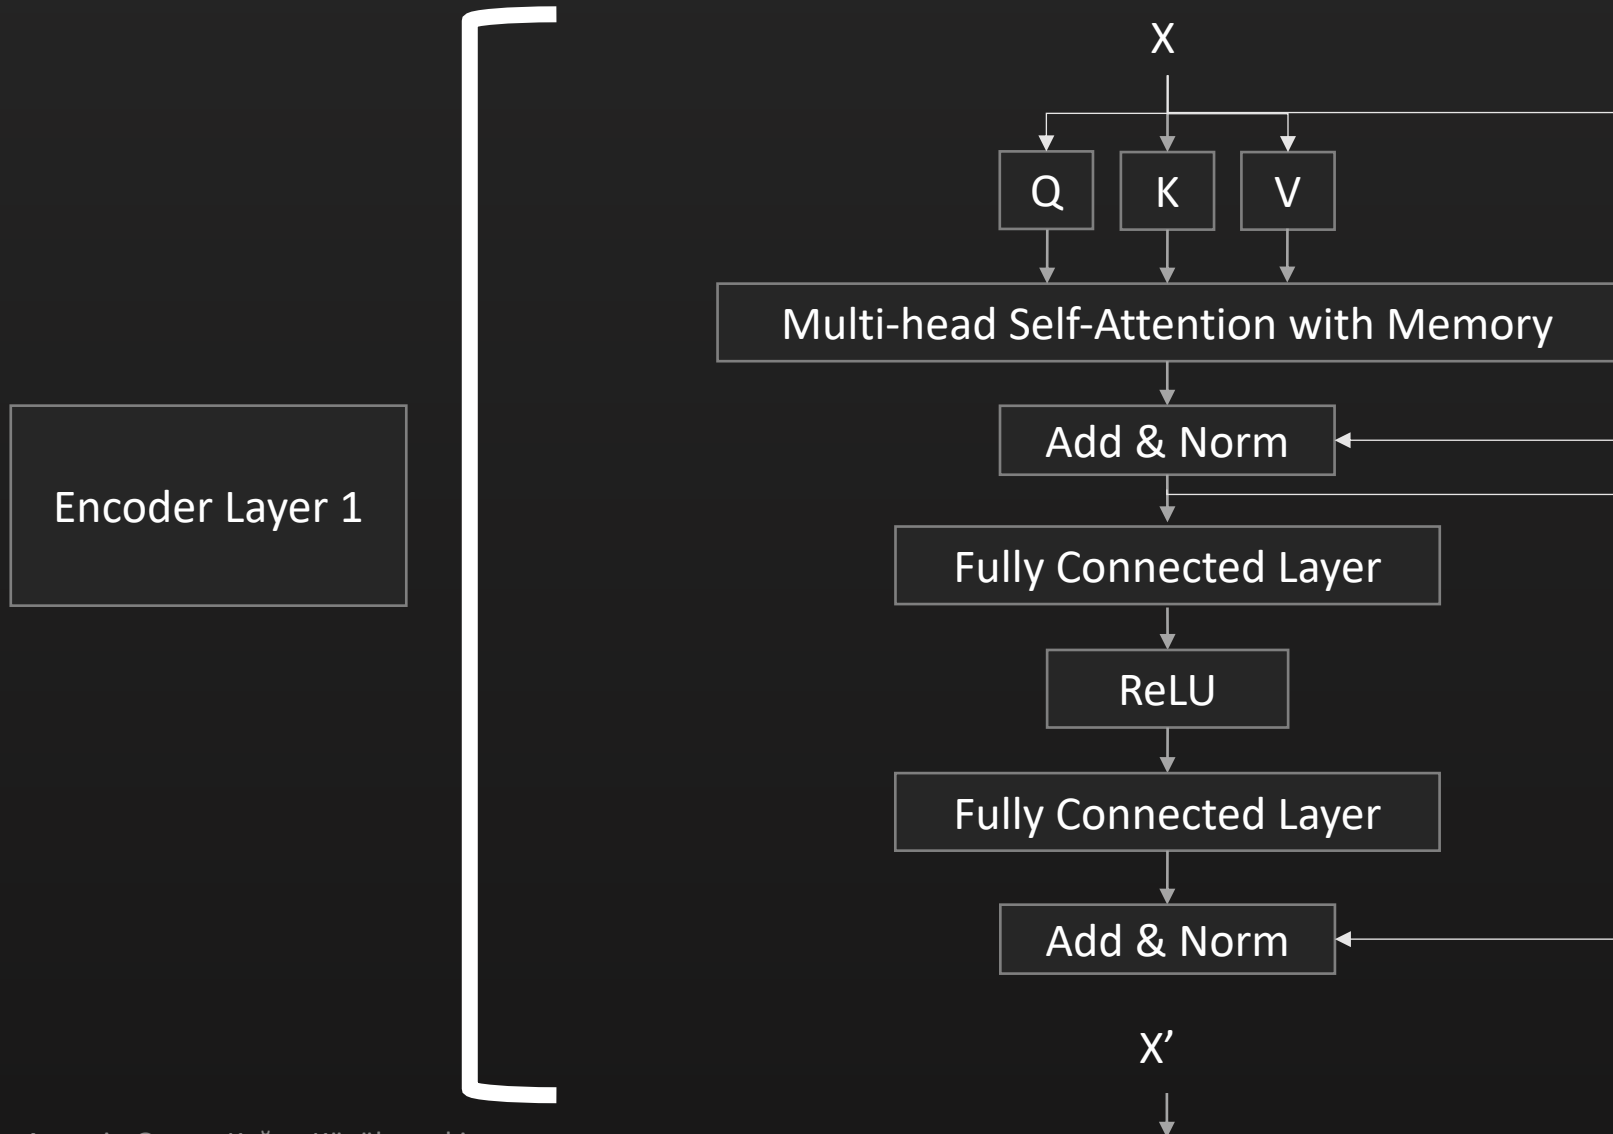 X
Q K V
Multi-head Self-Attention with Memory
Add & Norm
Encoder Layer 1
Fully Connected Layer
ReLU
Fully Connected Layer
Add & Norm
X’